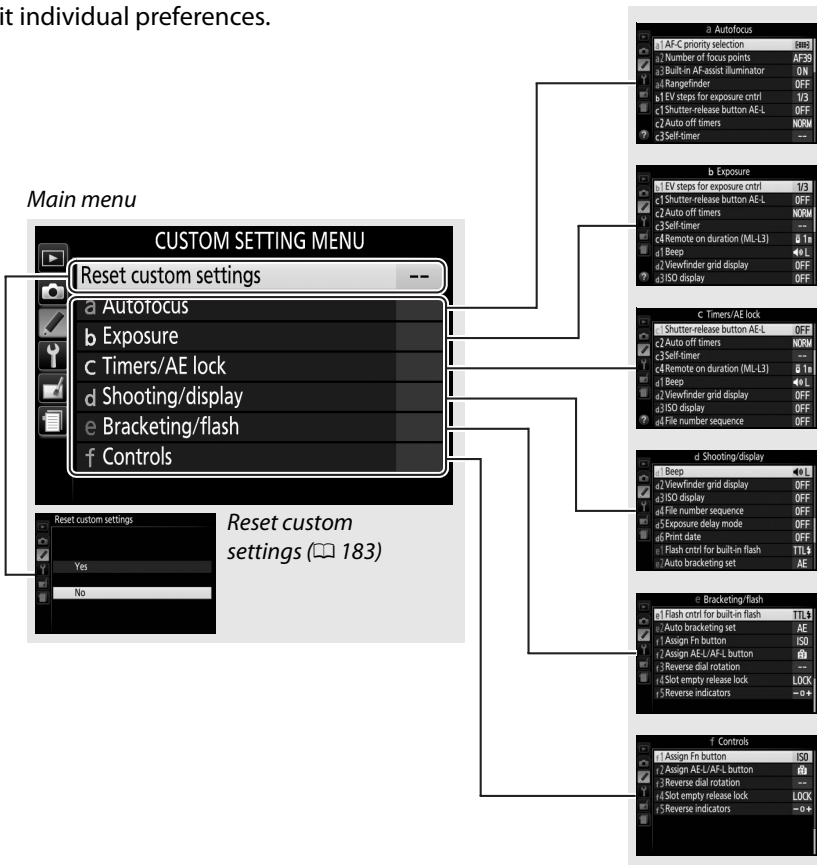 it individual preferences.
Main menu
CUSTOM SETTING MENU
Reset custom settings --
a Autofocus
b Exposure
c Timers/AE lock
d Shooting/display
e Bracketing/flash
f Controls
Reset custom settings
Yes
No
Reset custom
settings (📖 183)
a Autofocus
a1 AF-C priority selection
a2 Number of focus points AF39
a3 Built-in AF-assist illuminator ON
a4 Rangefinder OFF
b1 EV steps for exposure cntrl 1/3
c1 Shutter-release button AE-L OFF
c2 Auto off timers NORM
c3 Self-timer --
b Exposure
b1 EV steps for exposure cntrl 1/3
c1 Shutter-release button AE-L OFF
c2 Auto off timers NORM
c3 Self-timer --
c4 Remote on duration (ML-L3) 1m
d1 Beep L
d2 Viewfinder grid display OFF
d3 ISO display OFF
c Timers/AE lock
c1 Shutter-release button AE-L OFF
c2 Auto off timers NORM
c3 Self-timer --
c4 Remote on duration (ML-L3) 1m
d1 Beep L
d2 Viewfinder grid display OFF
d3 ISO display OFF
d4 File number sequence OFF
d Shooting/display
d1 Beep L
d2 Viewfinder grid display OFF
d3 ISO display OFF
d4 File number sequence OFF
d5 Exposure delay mode OFF
d6 Print date OFF
e1 Flash cntrl for built-in flash TTL⚡
e2 Auto bracketing set AE
e Bracketing/flash
e1 Flash cntrl for built-in flash TTL⚡
e2 Auto bracketing set AE
f1 Assign Fn button ISO
f2 Assign AE-L/AF-L button
f3 Reverse dial rotation --
f4 Slot empty release lock LOCK
f5 Reverse indicators -0+
f Controls
f1 Assign Fn button ISO
f2 Assign AE-L/AF-L button
f3 Reverse dial rotation --
f4 Slot empty release lock LOCK
f5 Reverse indicators -0+